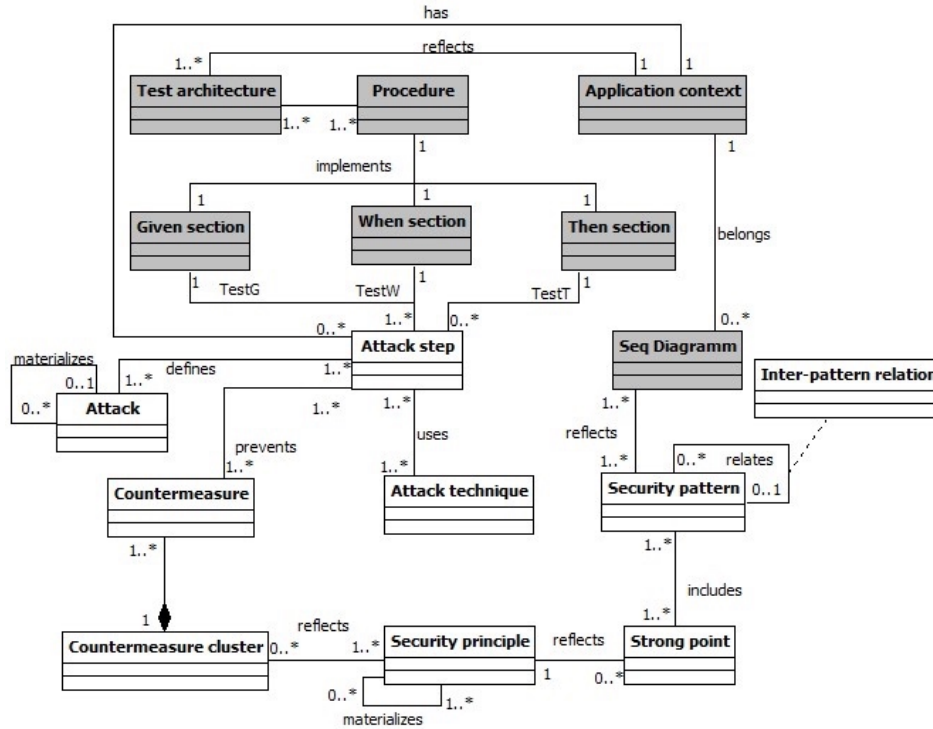 has
reflects
1..* 1 1
Test architecture Procedure Application context
1..* 1..*
1 1
implements
1 1 1
Given section When section Then section
belongs
1 1 1
TestG TestW TestT
0..* 1..* 0..* 0..*
Attack step Seq Diagramm
materializes
defines
0..1 1..* 1..* Inter-pattern relation
0..* Attack 1..* 1..* 1..*
uses reflects
prevents 0..* relates
1..* 1..* 1..*
Countermeasure Attack technique Security pattern 0..1
1..* 1..*
includes
1 1..*
reflects reflects
Countermeasure cluster 0..* 1..* Security principle Strong point
1 0..*
0..* 1..*
materializes